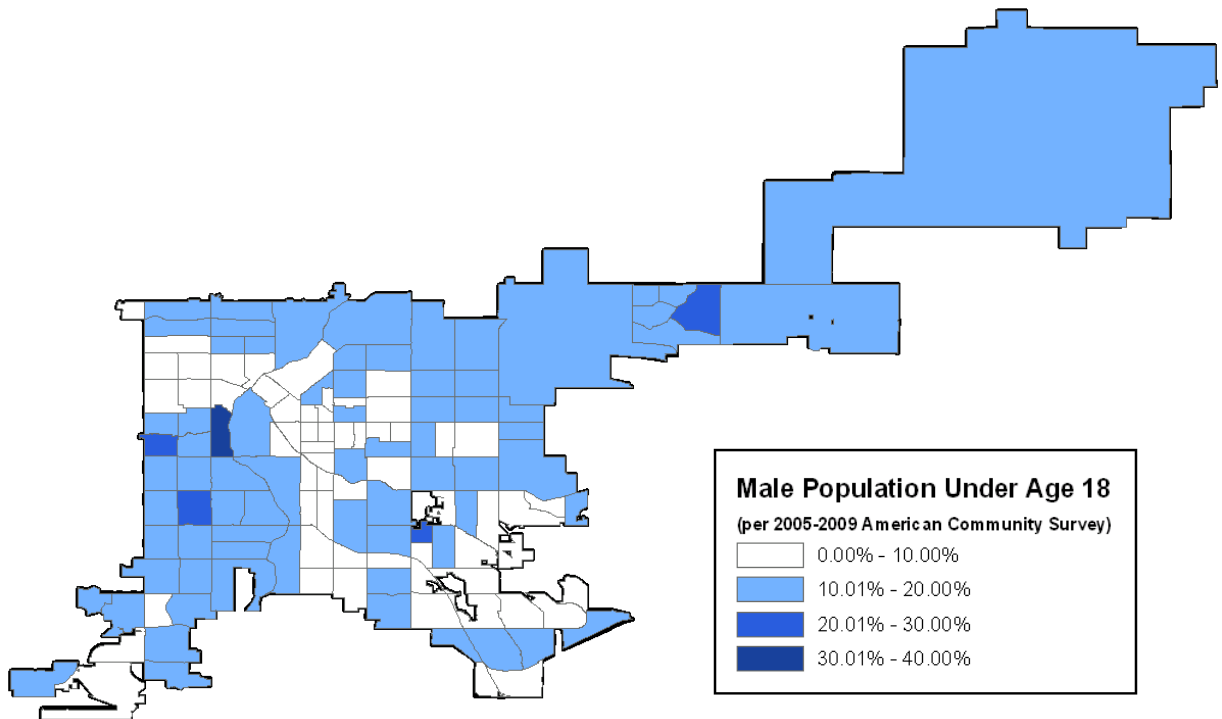 Male Population Under Age 18
(per 2005-2009 American Community Survey)
0.00% - 10.00%
10.01% - 20.00%
20.01% - 30.00%
30.01% - 40.00%